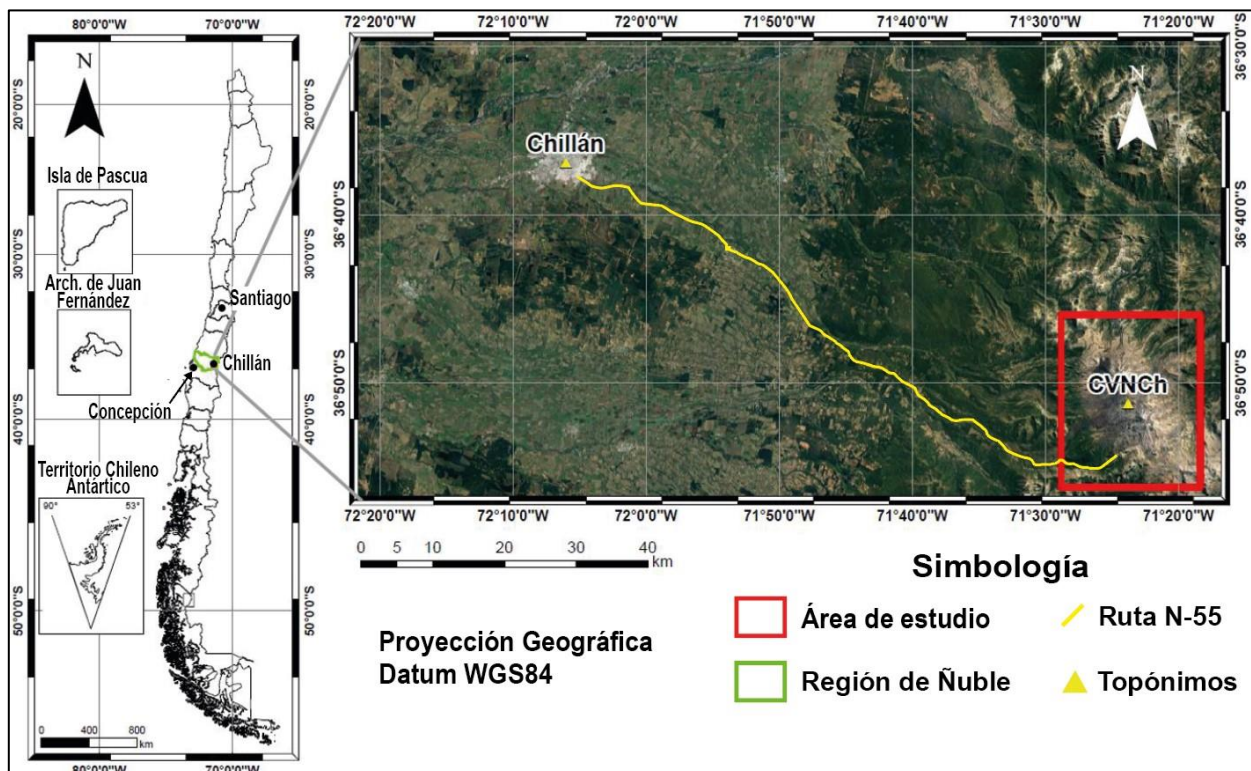 80°0'0"W 70°0'0"W
N
20°0'0"S
20°0'0"S
Isla de Pascua
30°0'0"S
30°0'0"S
Arch. de Juan
Fernández
Santiago
Chillán
Concepción
40°0'0"S
40°0'0"S
Territorio Chileno
Antártico
90° 53°
50°0'0"S
50°0'0"S
0 400 800
km
80°0'0"W 70°0'0"W
72°20'0"W 72°10'0"W 72°0'0"W 71°50'0"W 71°40'0"W 71°30'0"W 71°20'0"W
36°30'0"S
N
Chillán
36°40'0"S
36°40'0"S
36°50'0"S
36°50'0"S
CVNCh
72°20'0"W 72°10'0"W 72°0'0"W 71°50'0"W 71°40'0"W 71°30'0"W 71°20'0"W
0 5 10 20 30 40
km
Proyección Geográfica
Datum WGS84
Simbología
Área de estudio
Ruta N-55
Región de Ñuble
Topónimos